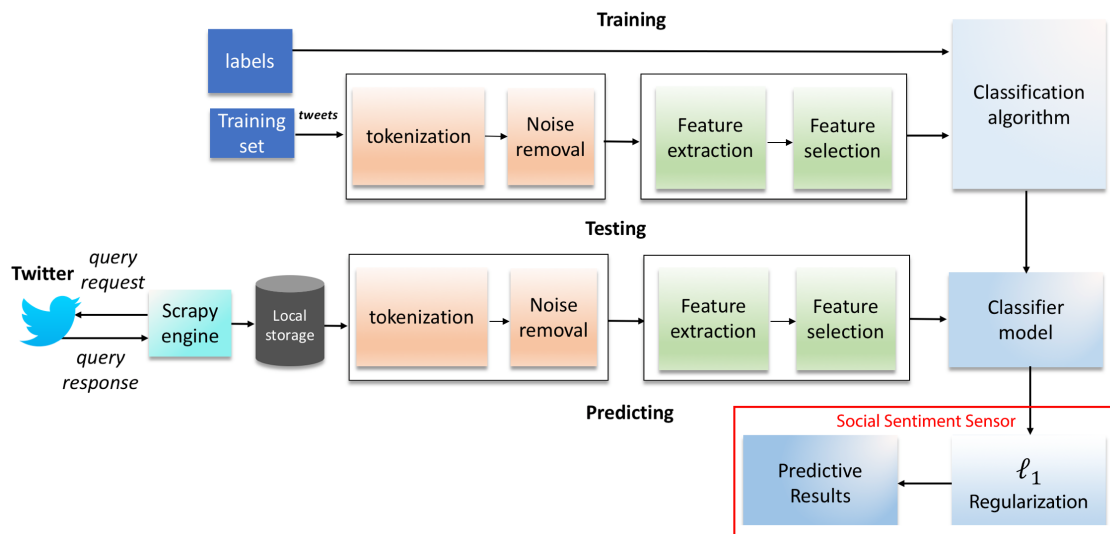 Training
labels
Training
set
tweets
tokenization
Noise
removal
Feature
extraction
Feature
selection
Classification
algorithm
Testing
Twitter
query
request
query
response
Scrapy
engine
Local
storage
tokenization
Noise
removal
Feature
extraction
Feature
selection
Classifier
model
Predicting
Social Sentiment Sensor
Predictive
Results
ℓ₁
Regularization